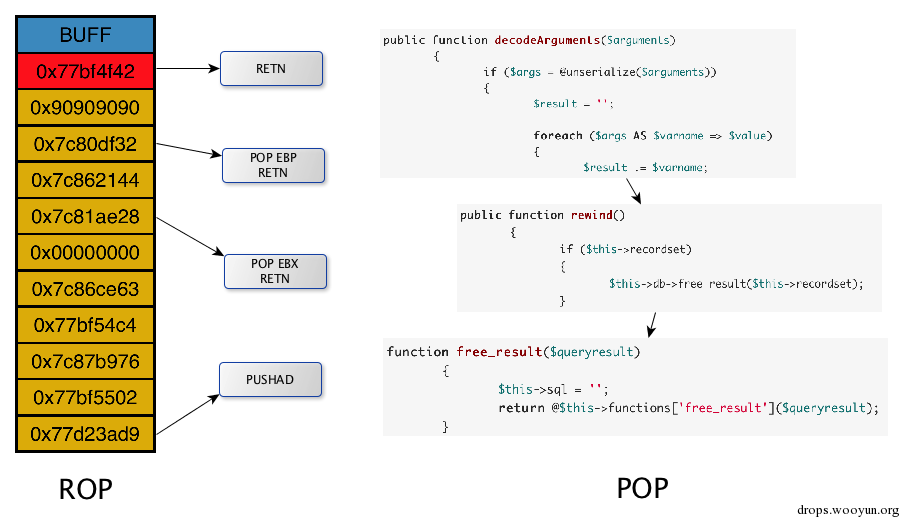 BUFF
0x77bf4f42
0x90909090
0x7c80df32
0x7c862144
0x7c81ae28
0x00000000
0x7c86ce63
0x77bf54c4
0x7c87b976
0x77bf5502
0x77d23ad9
ROP
RETN
POP EBP
RETN
POP EBX
RETN
PUSHAD
public function decodeArguments($arguments)
{
if ($args = @unserialize($arguments))
{
$result = '';
foreach ($args AS $varname => $value)
{
$result .= $varname;
public function rewind()
{
if ($this->recordset)
{
$this->db->free_result($this->recordset);
}
function free_result($queryresult)
{
$this->sql = '';
return @$this->functions['free_result']($queryresult);
}
POP
drops.wooyun.org